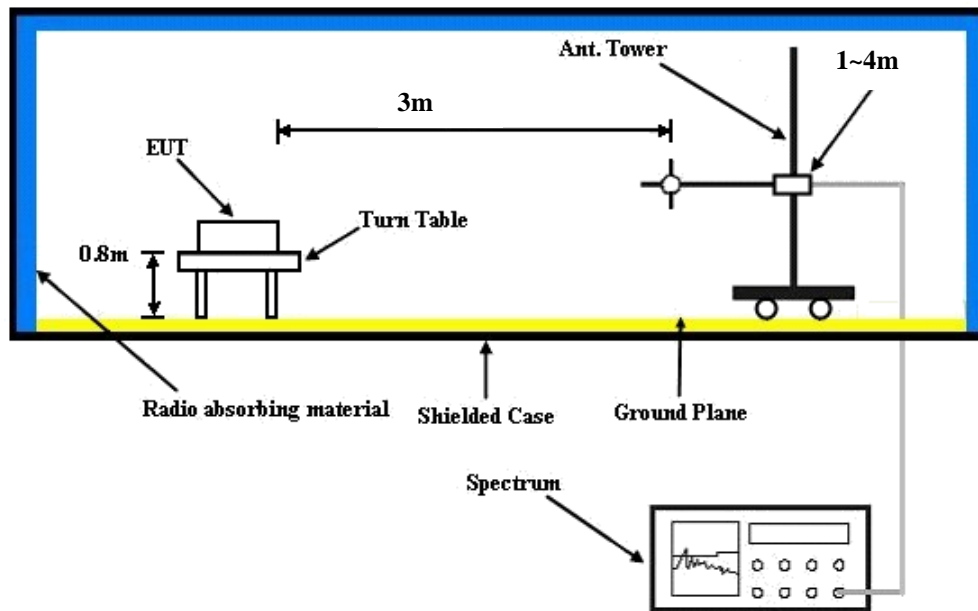 Ant. Tower
1~4m
3m
EUT
Turn Table
0.8m
Radio absorbing material
Shielded Case
Ground Plane
Spectrum